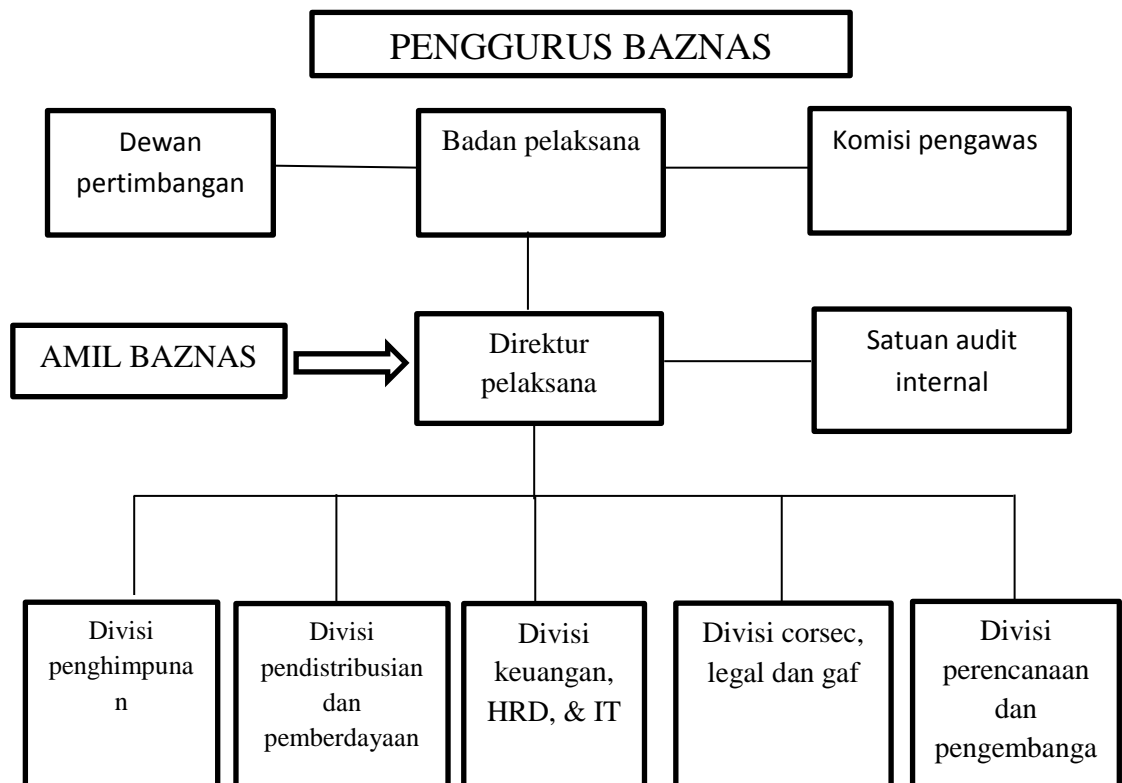 PENGGURUS BAZNAS
Dewan
pertimbangan
Badan pelaksana
Komisi pengawas
AMIL BAZNAS
Direktur
pelaksana
Satuan audit
internal
Divisi
penghimpuna
n
Divisi
pendistribusian
dan
pemberdayaan
Divisi
keuangan,
HRD, & IT
Divisi corsec,
legal dan gaf
Divisi
perencanaan
dan
pengembanga